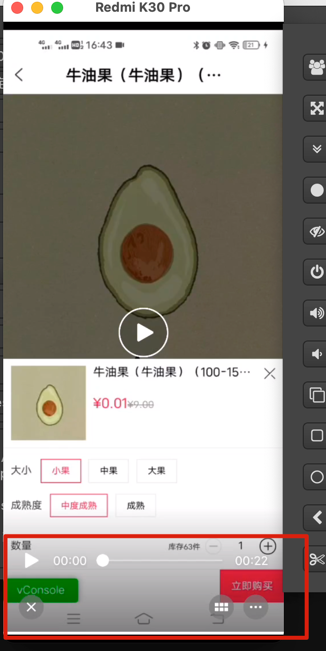 Redmi K30 Pro
16:43
牛油果（牛油果）（…
牛油果（牛油果）（100-15…
¥0.01 ¥9.00
大小 小果 中果 大果
成熟度 中度成熟 成熟
数量 库存63件 1
00:00 00:22
vConsole 立即购买